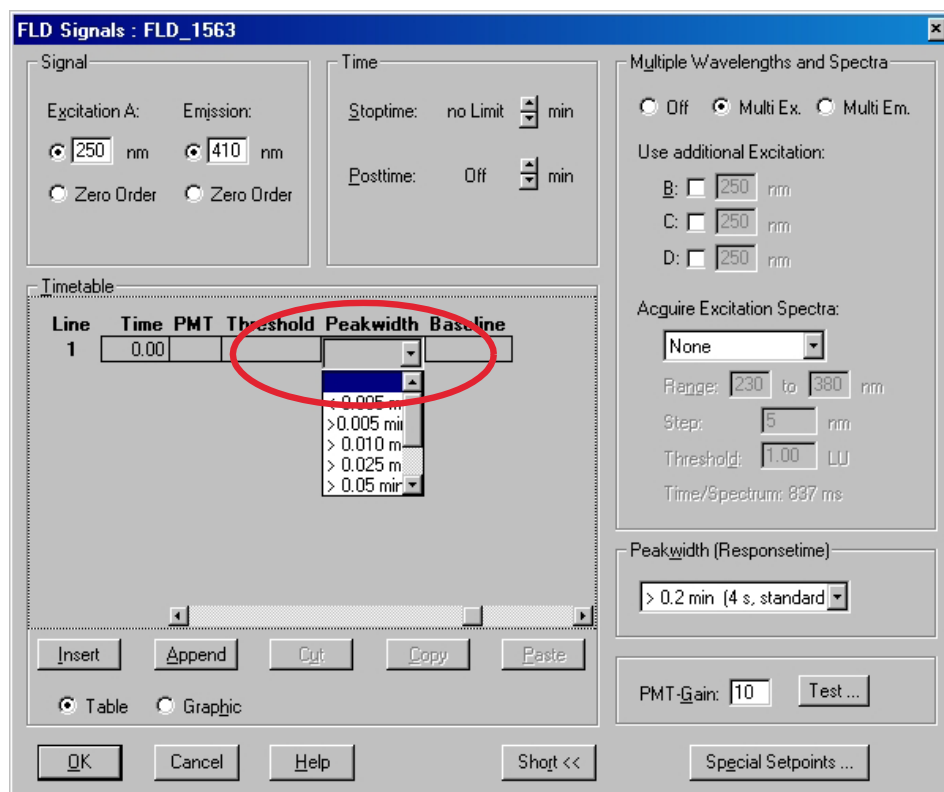 FLD Signals : FLD_1563
Signal
Excitation A:
Emission:
250 nm
410 nm
Zero Order
Zero Order
Time
Stoptime: no Limit min
Posttime: Off min
Multiple Wavelengths and Spectra
Off Multi Ex. Multi Em.
Use additional Excitation:
B: 250 nm
C: 250 nm
D: 250 nm
Acquire Excitation Spectra:
None
Range: 230 to 380 nm
Step: 5 nm
Threshold: 1.00 LU
Time/Spectrum: 837 ms
Timetable
Line Time PMT Threshold Peakwidth Baseline
1 0.00
< 0.005 m
>0.005 min
> 0.010 m
> 0.025 m
> 0.05 min
Insert Append Cut Copy Paste
Table Graphic
Peakwidth (Responsetime)
> 0.2 min (4 s, standard
PMT-Gain: 10 Test ...
OK Cancel Help Short << Special Setpoints ...